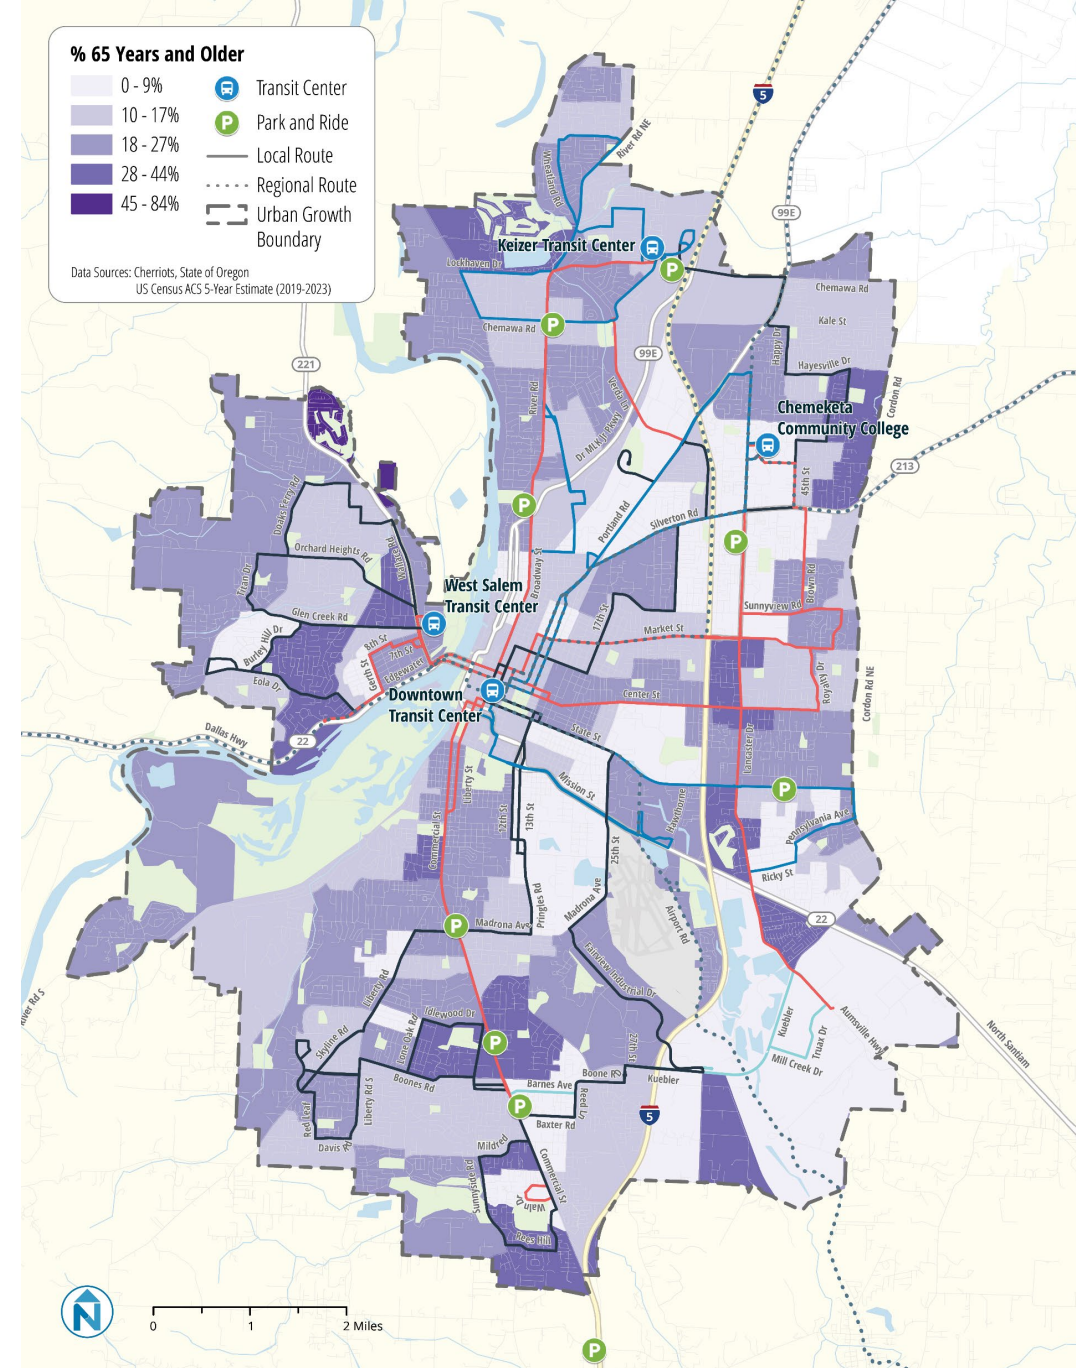 % 65 Years and Older
0 - 9%
10 - 17%
18 - 27%
28 - 44%
45 - 84%
Transit Center
Park and Ride
Local Route
Regional Route
Urban Growth
Boundary
Data Sources: Cherriots, State of Oregon
US Census ACS 5-Year Estimate (2019-2023)
5
River Rd NE
Wheatland Rd
99E
Keizer Transit Center
Lockhaven Dr
P
Chemawa Rd
Chemawa Rd
P
Kale St
Happy Dr
Hayesville Dr
99E
221
Verda Ln
River Rd
Cordon Rd
Chemeketa
Community College
Dr MLK Jr Pkwy
213
45th St
Doaks Ferry Rd
P
Portland Rd
Silverton Rd
P
Orchard Heights Rd
Wallace Rd
Titan Dr
Broadway St
Brown Rd
West Salem
Transit Center
Glen Creek Rd
17th St
Sunnyview Rd
Market St
Burley Hill Dr
8th St
7th St
Edgewater
Gerth St
Eola Dr
Royalty Dr
Cordon Rd NE
Downtown
Transit Center
Center St
Dallas Hwy
22
State St
Lancaster Dr
Liberty St
Mission St
P
Hawthorne
Pennsylvania Ave
12th St
13th St
Commercial St
25th St
Ricky St
Pringles Rd
Madrona Ave
P
Madrona Ave
Airport Rd
22
Fairview Industrial Dr
Liberty Rd
River Rd S
Idlewood Dr
Lone Oak Rd
Skyline Rd
P
27th St
Kuebler
Truax Dr
Aumsville Hwy
North Santiam
Mill Creek Dr
Boones Rd
Boone Rd
Barnes Ave
Kuebler
Liberty Rd S
Red Leaf
Reed Ln
P
5
Baxter Rd
Davis Rd
Mildred
Commercial St
Sunnyside Rd
Waln Dr
Rees Hill
N
0
1
2 Miles
P